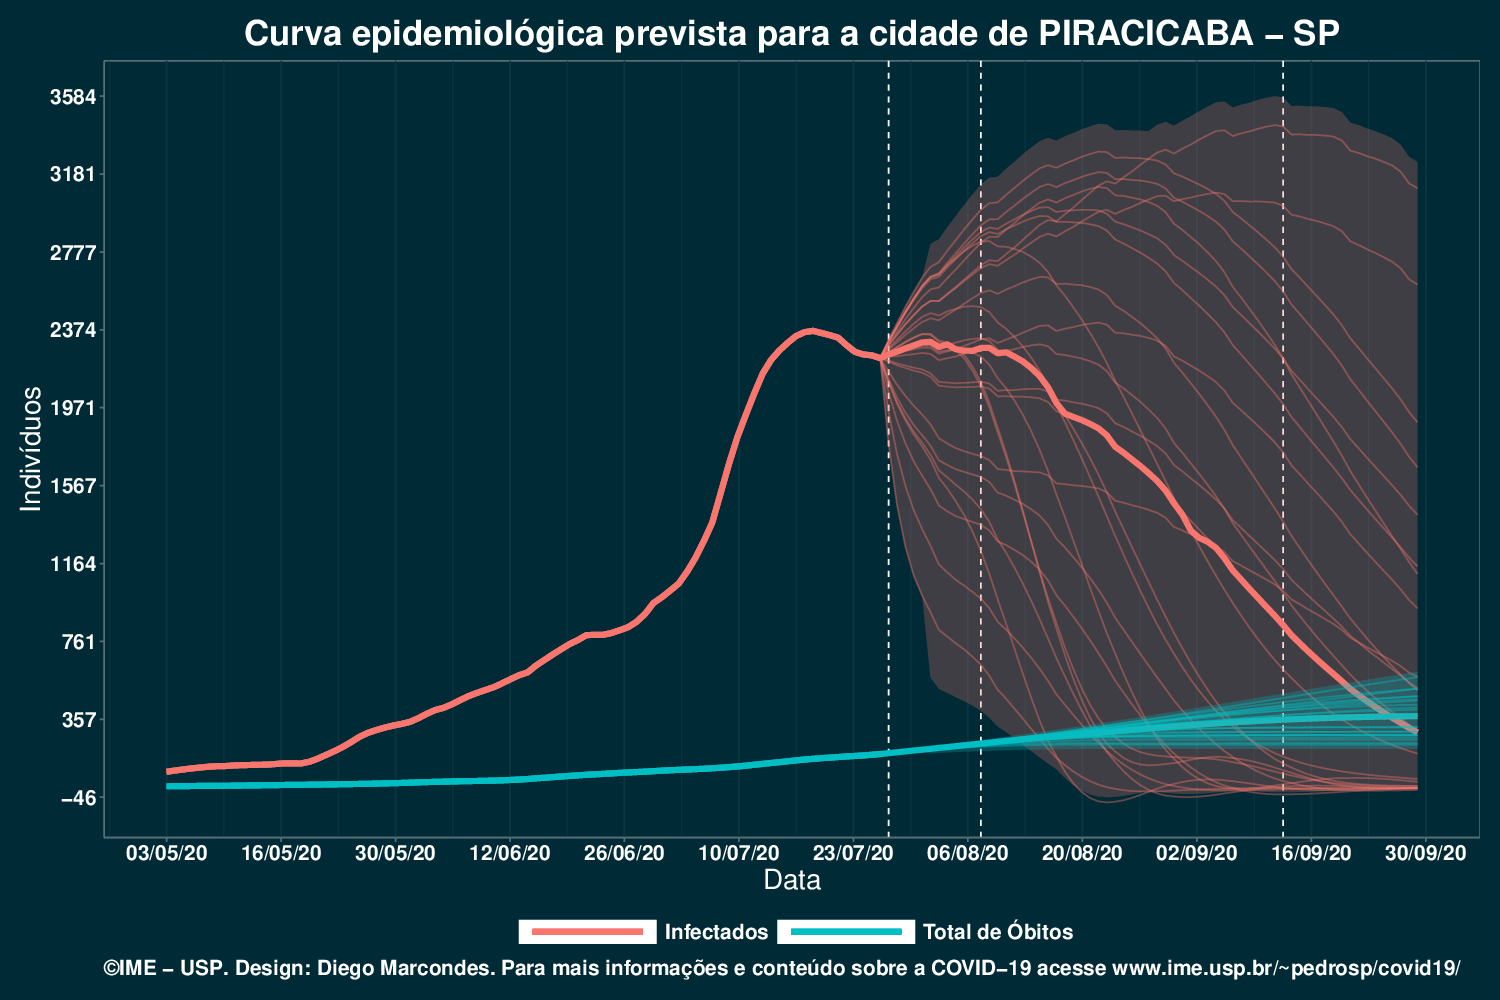 Curva epidemiológica prevista para a cidade de PIRACICABA – SP
Indivíduos
3584
3181
2777
2374
1971
1567
1164
761
357
−46
03/05/20 16/05/20 30/05/20 12/06/20 26/06/20 10/07/20 23/07/20 06/08/20 20/08/20 02/09/20 16/09/20 30/09/20
Data
Infectados Total de Óbitos
©IME – USP. Design: Diego Marcondes. Para mais informações e conteúdo sobre a COVID−19 acesse www.ime.usp.br/~pedrosp/covid19/